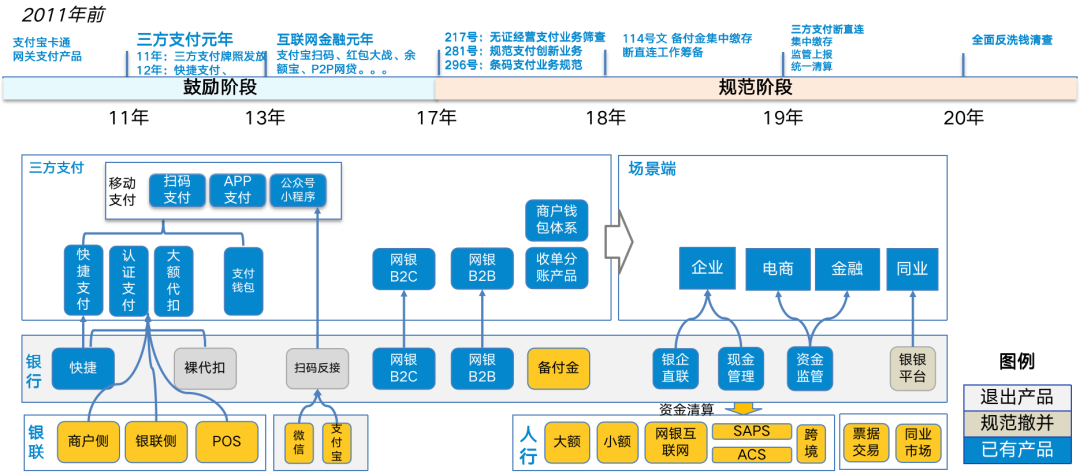 2011年前
支付宝卡通
网关支付产品
三方支付元年
11年：三方支付牌照发放
12年：快捷支付、
互联网金融元年
支付宝扫码、红包大战、余
额宝、P2P网贷。。。
217号：无证经营支付业务筛查
281号：规范支付创新业务
296号：条码支付业务规范
114号文 备付金集中缴存
断直连工作筹备
三方支付断直连
集中缴存
监管上报
统一清算
全面反洗钱清查
鼓励阶段
规范阶段
11年
13年
17年
18年
19年
20年
三方支付
移动
支付
扫码
支付
APP
支付
公众号
小程序
快
捷
支
付
认
证
支
付
大
额
代
扣
支付
钱包
网银
B2C
网银
B2B
商户钱
包体系
收单分
账产品
场景端
企业
电商
金融
同业
银
行
快捷
裸代扣
扫码反接
网银
B2C
网银
B2B
备付金
银企
直联
现金
管理
资金
监管
银银
平台
图例
退出产品
规范撤并
已有产品
资金清算
银
联
商户侧
银联侧
POS
微
信
支
付
宝
人
行
大额
小额
网银互
联网
SAPS
ACS
跨
境
票据
交易
同业
市场